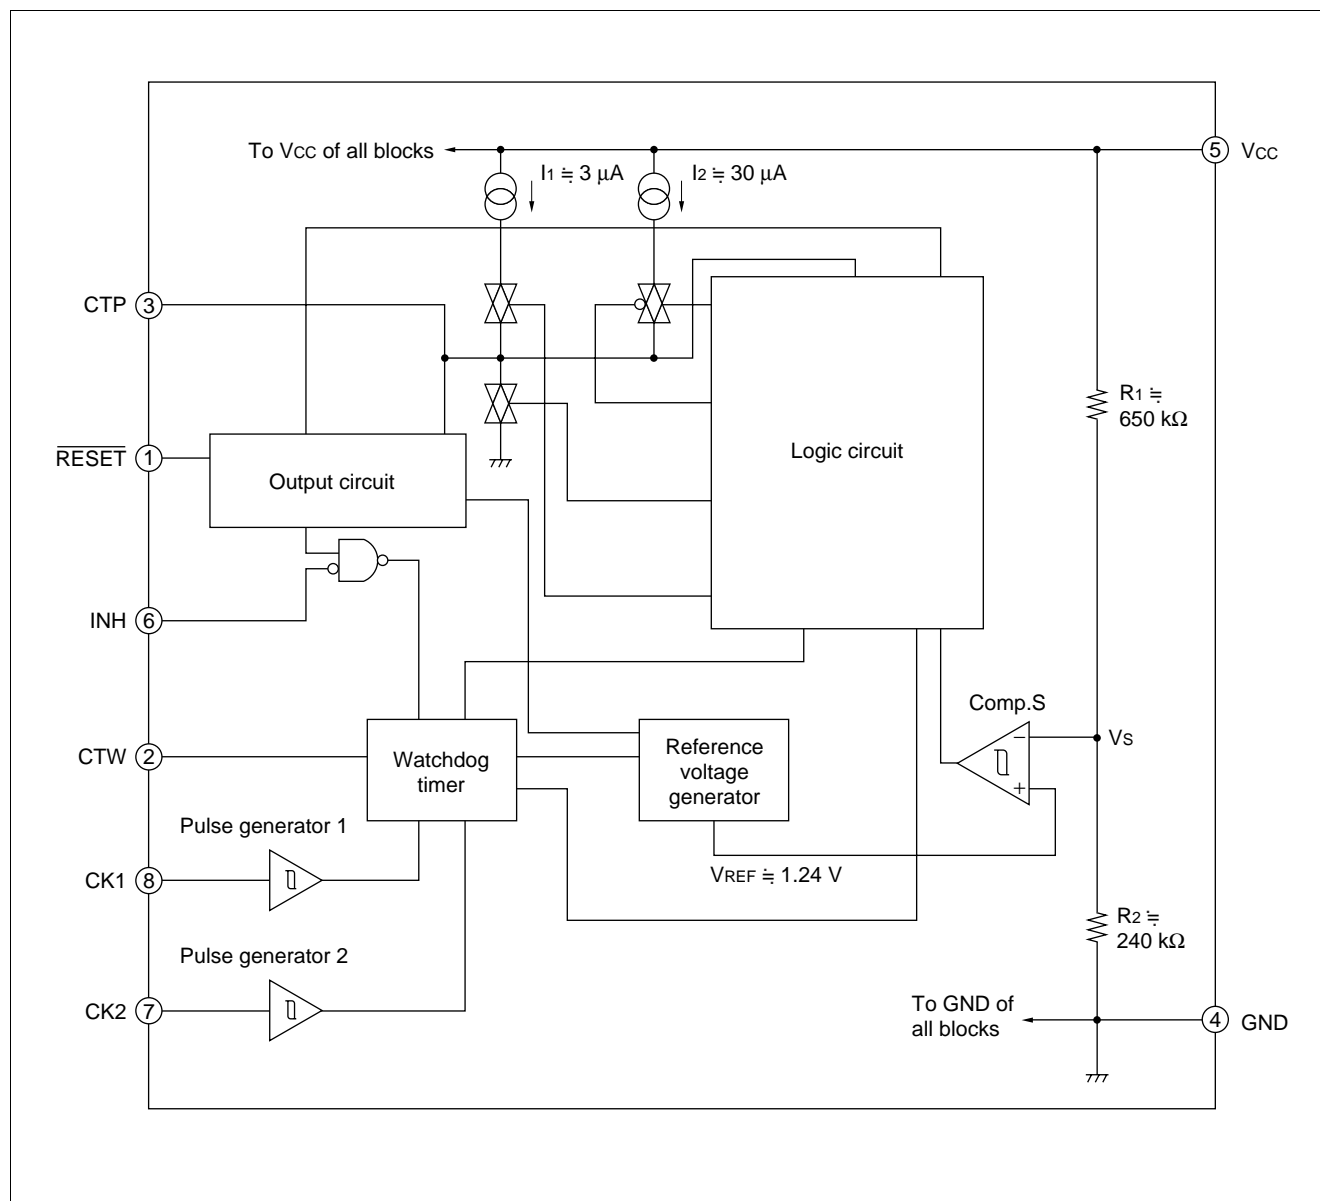 To VCC of all blocks
I1 ≒ 3 μA
I2 ≒ 30 μA
5
VCC
CTP
3
R1 ≒
650 kΩ
Logic circuit
RESET
1
Output circuit
INH
6
Comp.S
−
VS
CTW
2
Watchdog
timer
Reference
voltage
generator
+
Pulse generator 1
CK1
8
VREF ≒ 1.24 V
R2 ≒
240 kΩ
Pulse generator 2
CK2
7
To GND of
all blocks
4
GND